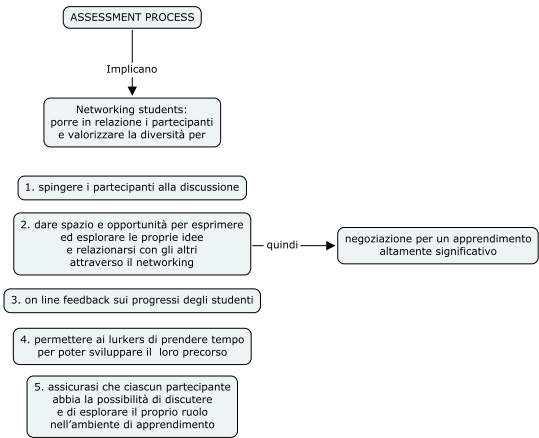 ASSESSMENT PROCESS
Implicano
Networking students:
porre in relazione i partecipanti
e valorizzare la diversità per
1. spingere i partecipanti alla discussione
2. dare spazio e opportunità per esprimere
ed esplorare le proprie idee
e relazionarsi con gli altri
attraverso il networking
quindi
negoziazione per un apprendimento
altamente significativo
3. on line feedback sui progressi degli studenti
4. permettere ai lurkers di prendere tempo
per poter sviluppare il loro precorso
5. assicurasi che ciascun partecipante
abbia la possibilità di discutere
e di esplorare il proprio ruolo
nell'ambiente di apprendimento